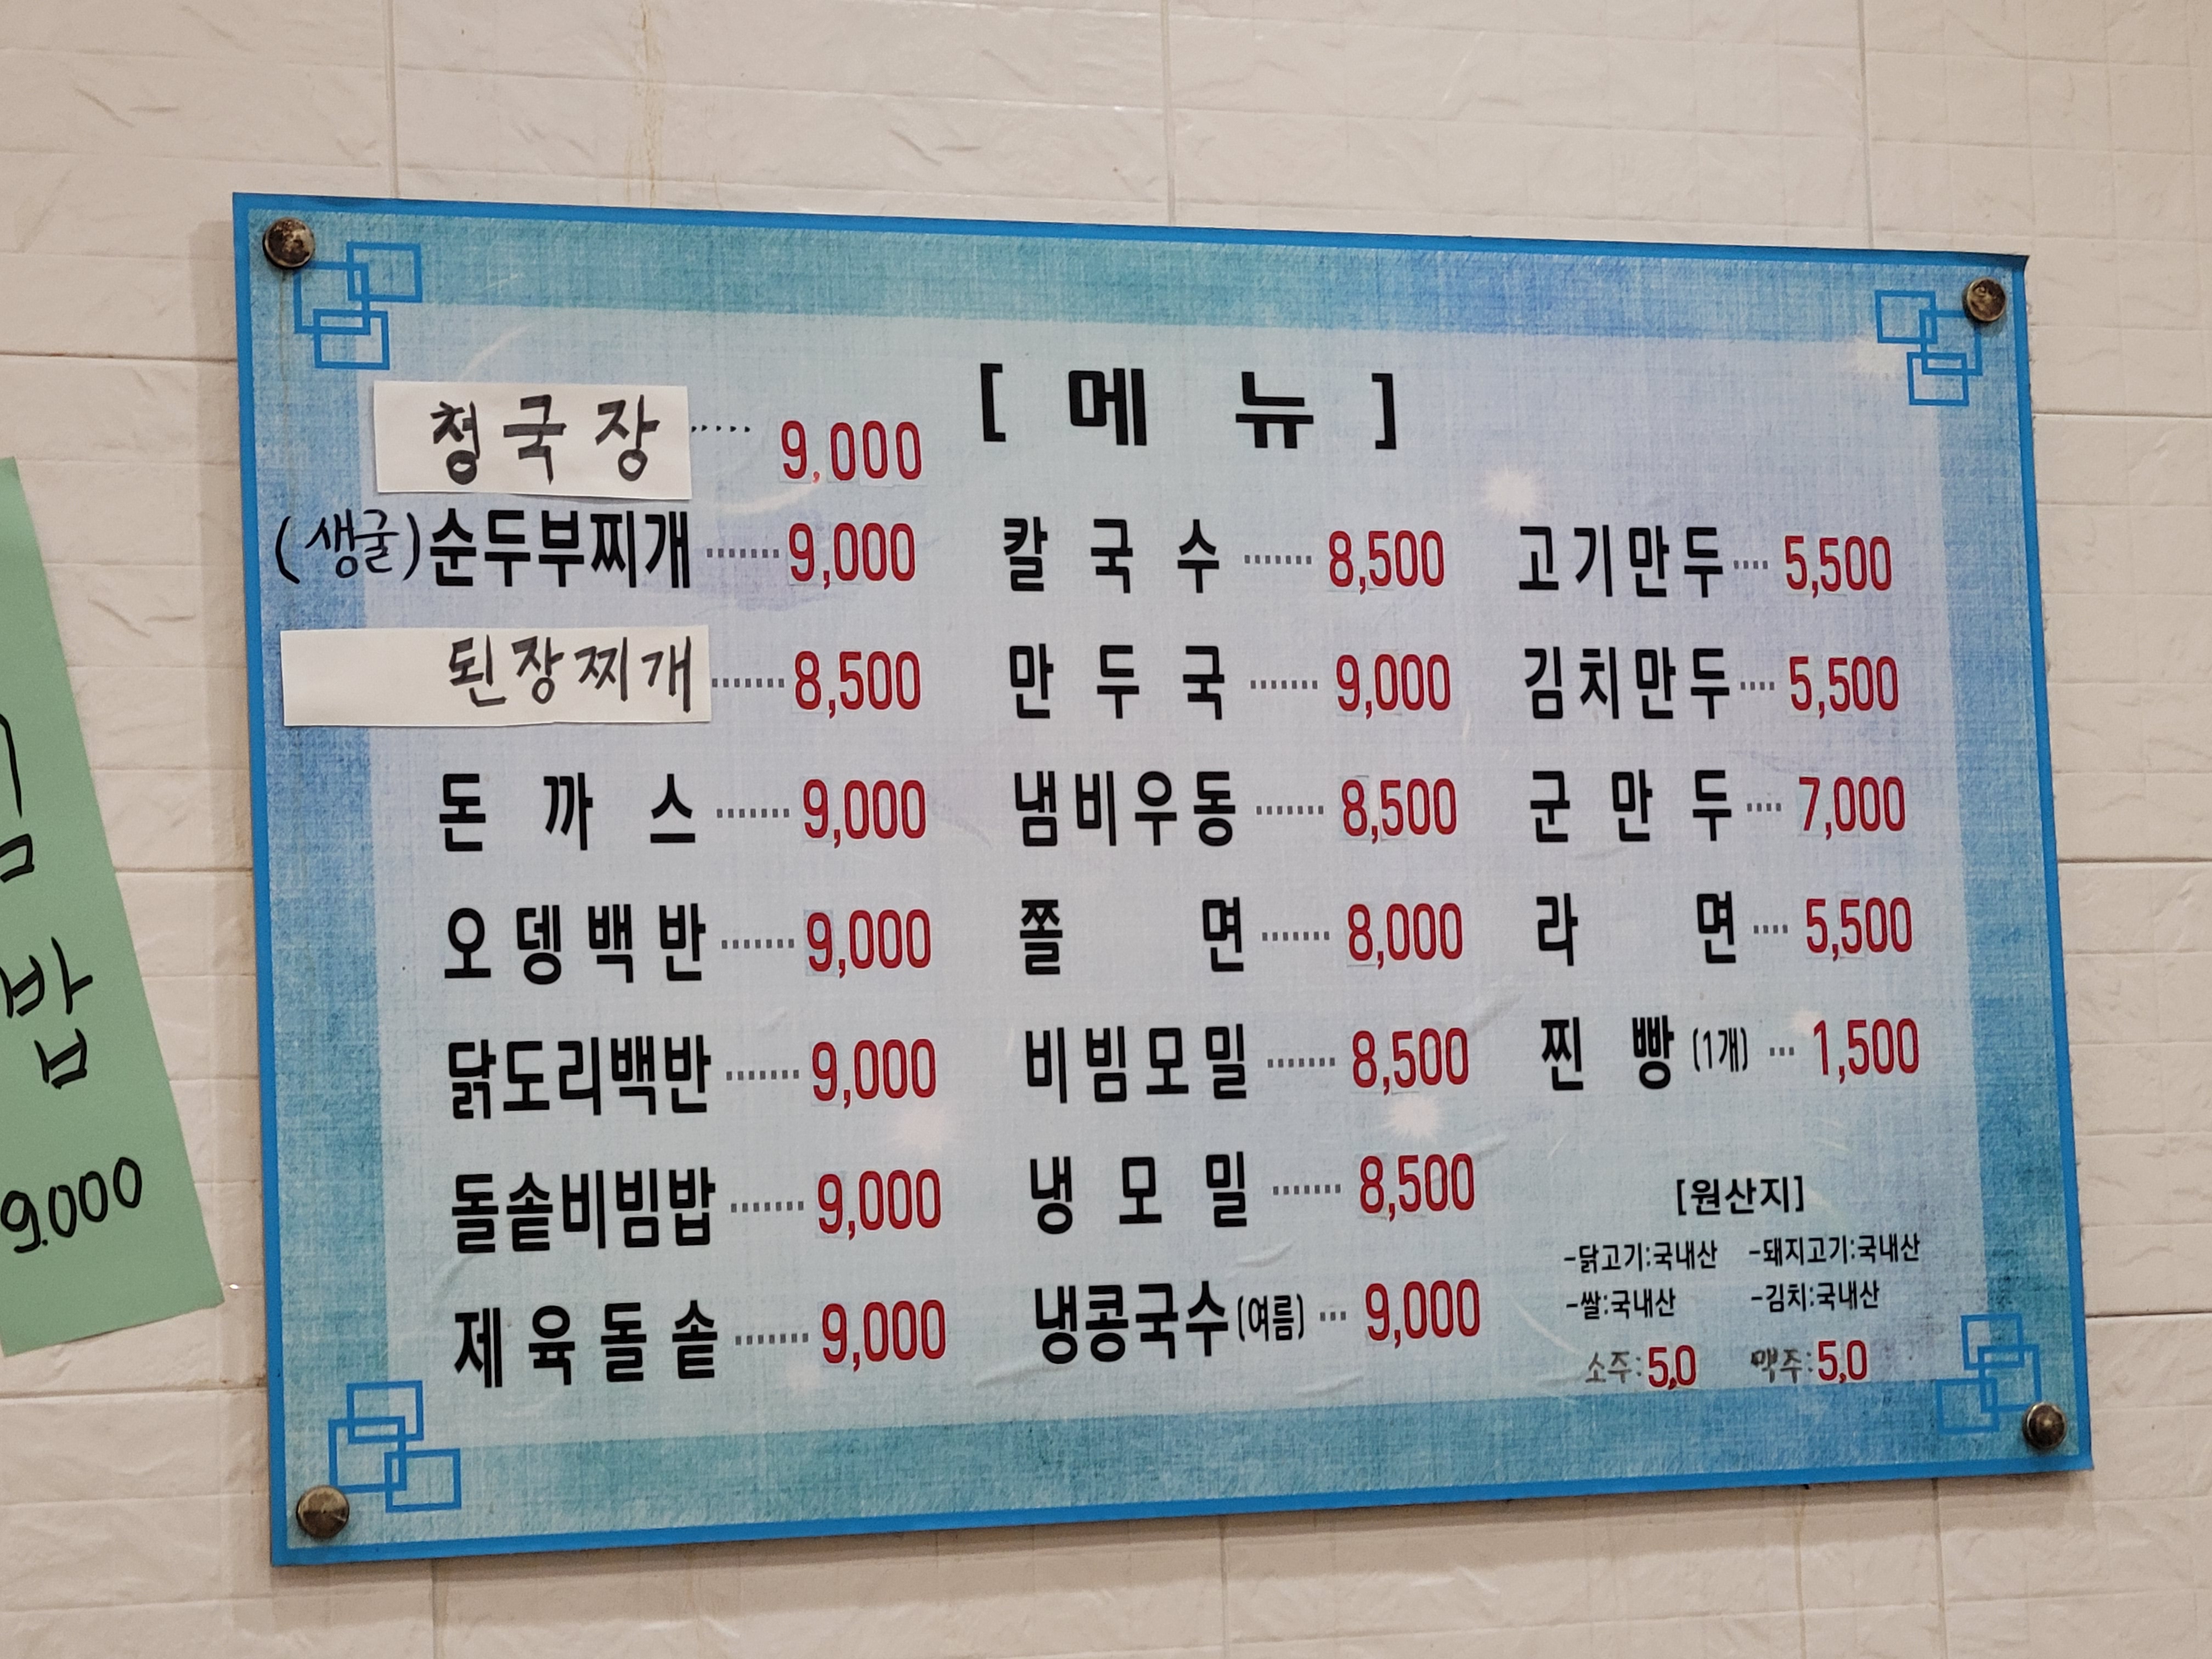 [ 메 뉴 ]
청국장 ····· 9,000
(생굴)순두부찌개 ······· 9,000
된장찌개 ······· 8,500
돈 까 스 ······· 9,000
오 뎅 백 반 ······· 9,000
닭도리백반 ······· 9,000
돌솥비빔밥 ······· 9,000
제 육 돌 솥 ······· 9,000
칼 국 수 ······· 8,500
만 두 국 ······· 9,000
냄비우동 ······· 8,500
쫄 면 ······· 8,000
비빔모밀 ······· 8,500
냉 모 밀 ······· 8,500
냉콩국수(여름) ··· 9,000
고기만두 ···· 5,500
김치만두 ···· 5,500
군 만 두 ···· 7,000
라 면 ···· 5,500
찐 빵 (1개) ··· 1,500
[원산지]
-닭고기:국내산 -돼지고기:국내산
-쌀:국내산 -김치:국내산
소주:5,0 맥주:5,0
밥
9.000